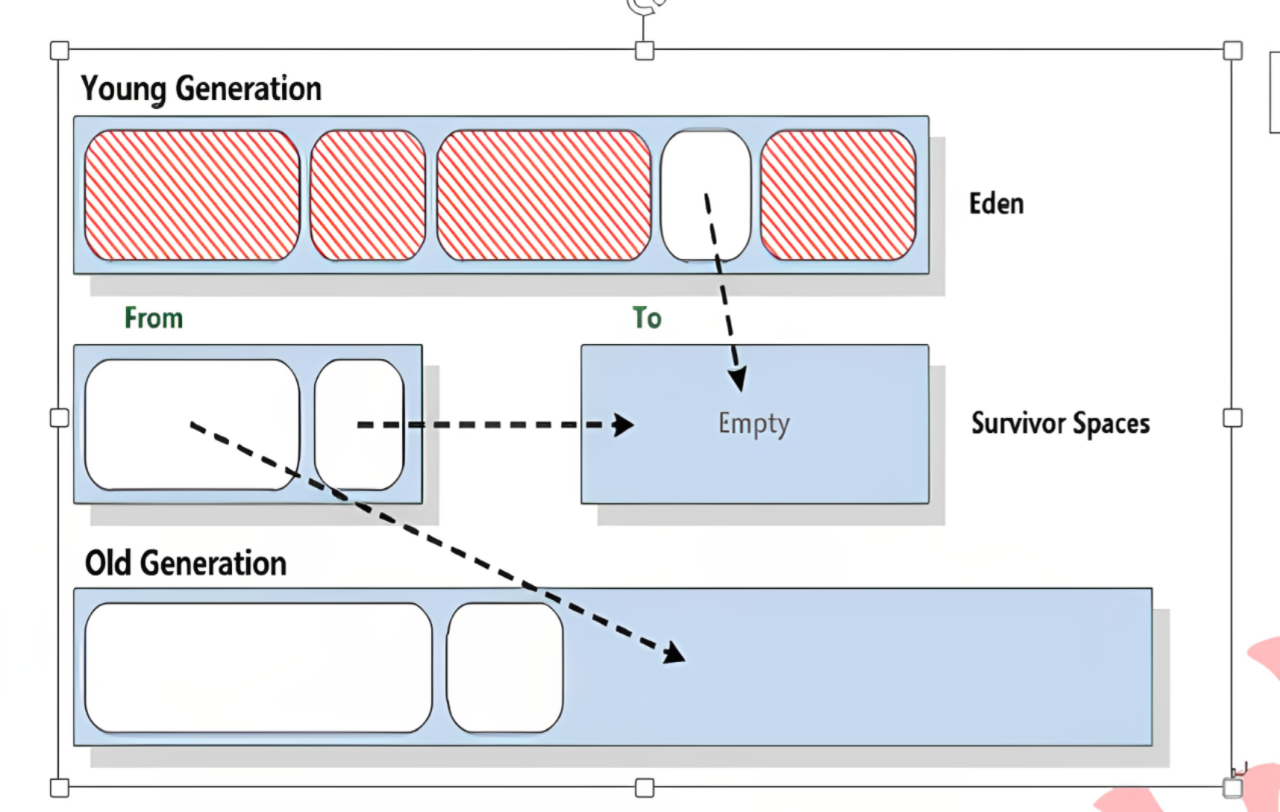 Young Generation
Eden
From
To
Empty
Survivor Spaces
Old Generation